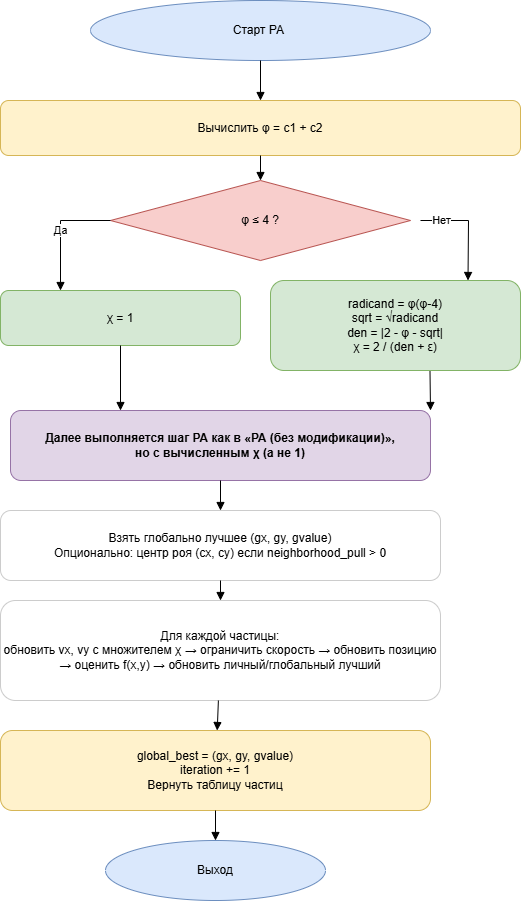 Старт РА
Вычислить φ = c1 + c2
φ ≤ 4 ?
Да
Нет
χ = 1
radicand = φ(φ-4)
sqrt = √radicand
den = |2 - φ - sqrt|
χ = 2 / (den + ε)
Далее выполняется шаг РА как в «РА (без модификации)»,
но с вычисленным χ (а не 1)
Взять глобально лучшее (gx, gy, gvalue)
Опционально: центр роя (cx, cy) если neighborhood_pull > 0
Для каждой частицы:
обновить vx, vy с множителем χ → ограничить скорость → обновить позицию
→ оценить f(x,y) → обновить личный/глобальный лучший
global_best = (gx, gy, gvalue)
iteration += 1
Вернуть таблицу частиц
Выход